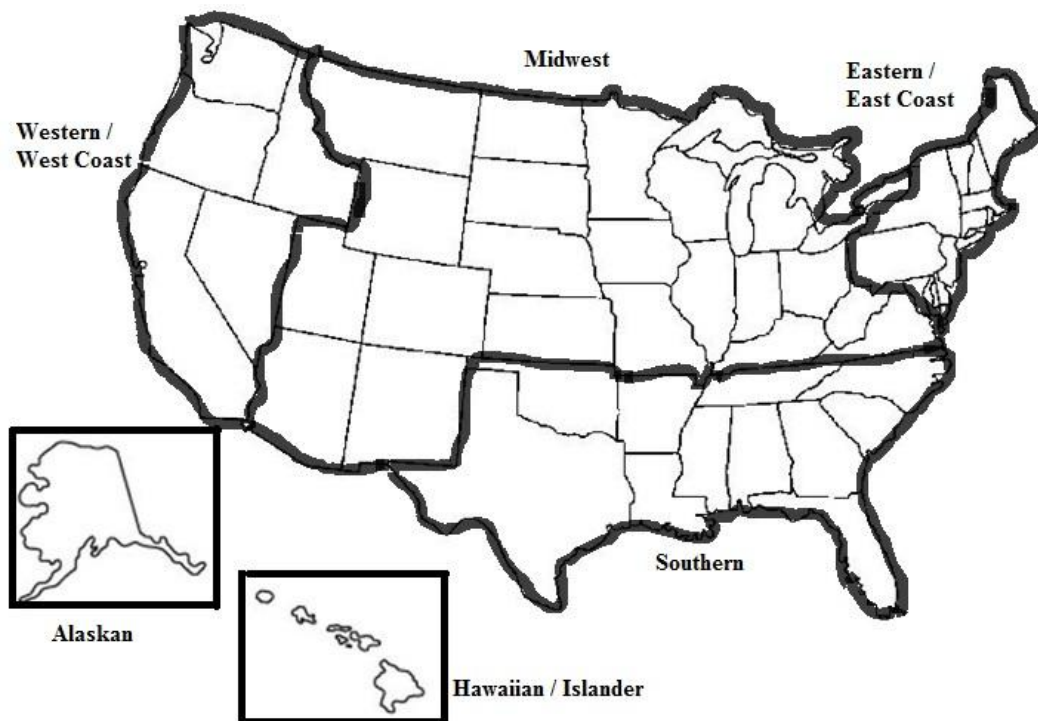 Midwest
Eastern /
East Coast
Western /
West Coast
Southern
Alaskan
Hawaiian / Islander